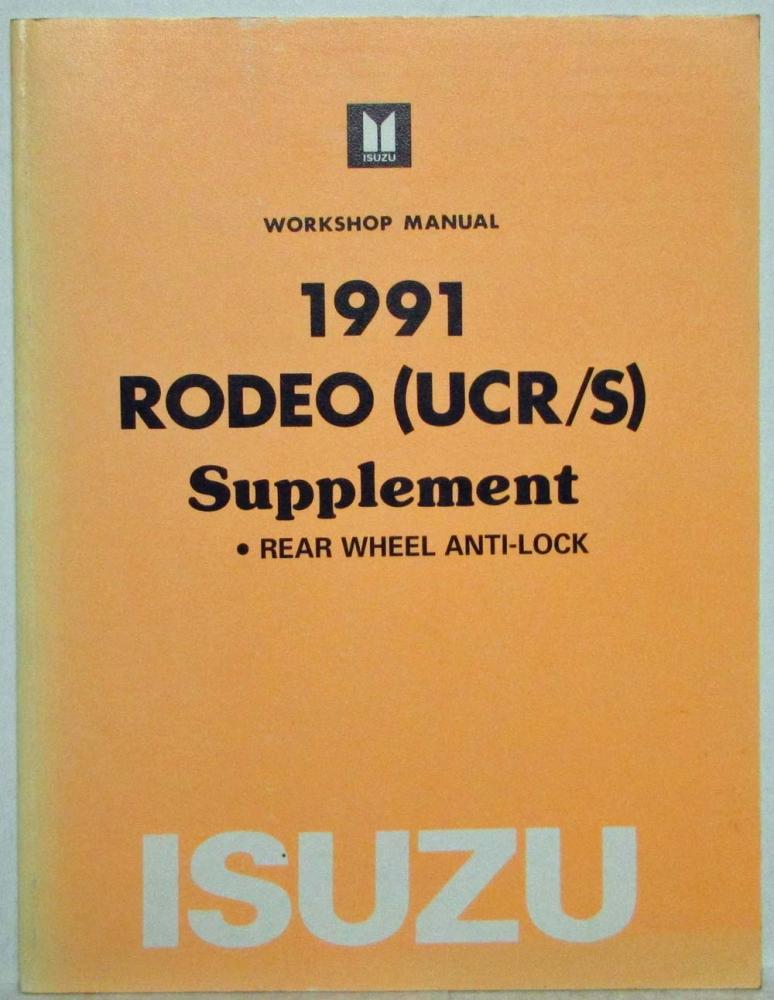 ISUZU
WORKSHOP MANUAL
1991
RODEO (UCR/S)
Supplement
• REAR WHEEL ANTI-LOCK
ISUZU